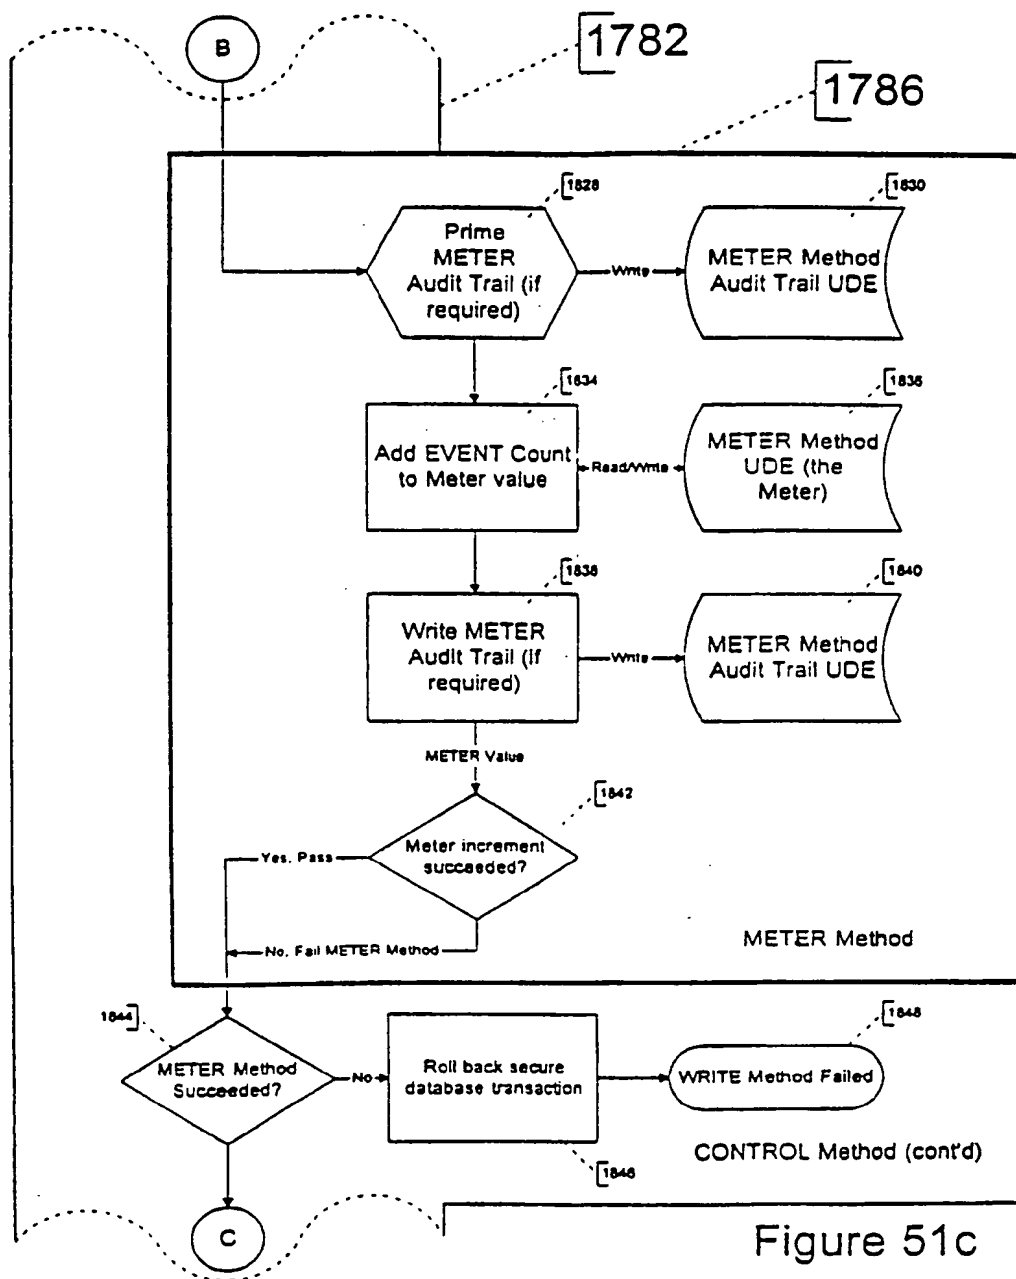 B
1782
1786
1828
Prime
METER
Audit Trail (if
required)
Write
1830
METER Method
Audit Trail UDE
1834
Add EVENT Count
to Meter value
Read/Write
1836
METER Method
UDE (the
Meter)
1838
Write METER
Audit Trail (if
required)
Write
1840
METER Method
Audit Trail UDE
METER Value
1842
Meter increment
succeeded?
Yes, Pass
No, Fail METER Method
METER Method
1844
METER Method
Succeeded?
No
Roll back secure
database transaction
1846
1848
WRITE Method Failed
CONTROL Method (cont'd)
C
Figure 51c